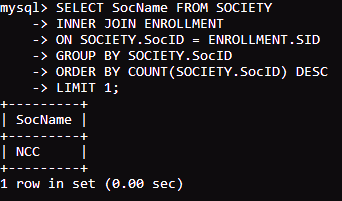 mysql> SELECT SocName FROM SOCIETY
    -> INNER JOIN ENROLLMENT
    -> ON SOCIETY.SocID = ENROLLMENT.SID
    -> GROUP BY SOCIETY.SocID
    -> ORDER BY COUNT(SOCIETY.SocID) DESC
    -> LIMIT 1;
+---------+
| SocName |
+---------+
| NCC     |
+---------+
1 row in set (0.00 sec)